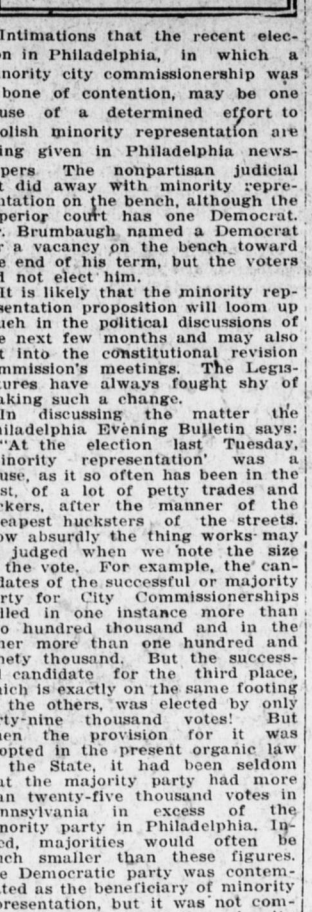 Intimations that the recent elec-
n in Philadelphia, in which a
nority city commissionership was
bone of contention, may be one
use of a determined effort to
olish minority representation are
ing given in Philadelphia news-
pers The nonpartisan judicial
t did away with minority repre-
ntation on the bench, although the
perior court has one Democrat.
. Brumbaugh named a Democrat
r a vacancy on the bench toward
e end of his term, but the voters
d not elect him.
It is likely that the minority rep-
sentation proposition will loom up
uch in the political discussions of
e next few months and may also
t into the constitutional revision
mmission's meetings. The Legis-
tures have always fought shy of
aking such a change.
In discussing the matter the
iladelphia Evening Bulletin says:
"At the election last Tuesday,
inority representation' was a
use, as it so often has been in the
st, of a lot of petty trades and
ckers, after the manner of the
eapest hucksters of the streets.
ow absurdly the thing works may
judged when we note the size
the vote. For example, the can-
dates of the successful or majority
rty for City Commissionerships
lled in one instance more than
o hundred thousand and in the
her more than one hundred and
nety thousand. But the success-
l candidate for the third place,
hich is exactly on the same footing
the others, was elected by only
rty-nine thousand votes! But
hen the provision for it was
opted in the present organic law
the State, it had been seldom
at the majority party had more
an twenty-five thousand votes in
nnsylvania in excess of the
nority party in Philadelphia. In-
ed, majorities would often be
uch smaller than these figures.
e Democratic party was contem-
ated as the beneficiary of minority
presentation, but it was not com-